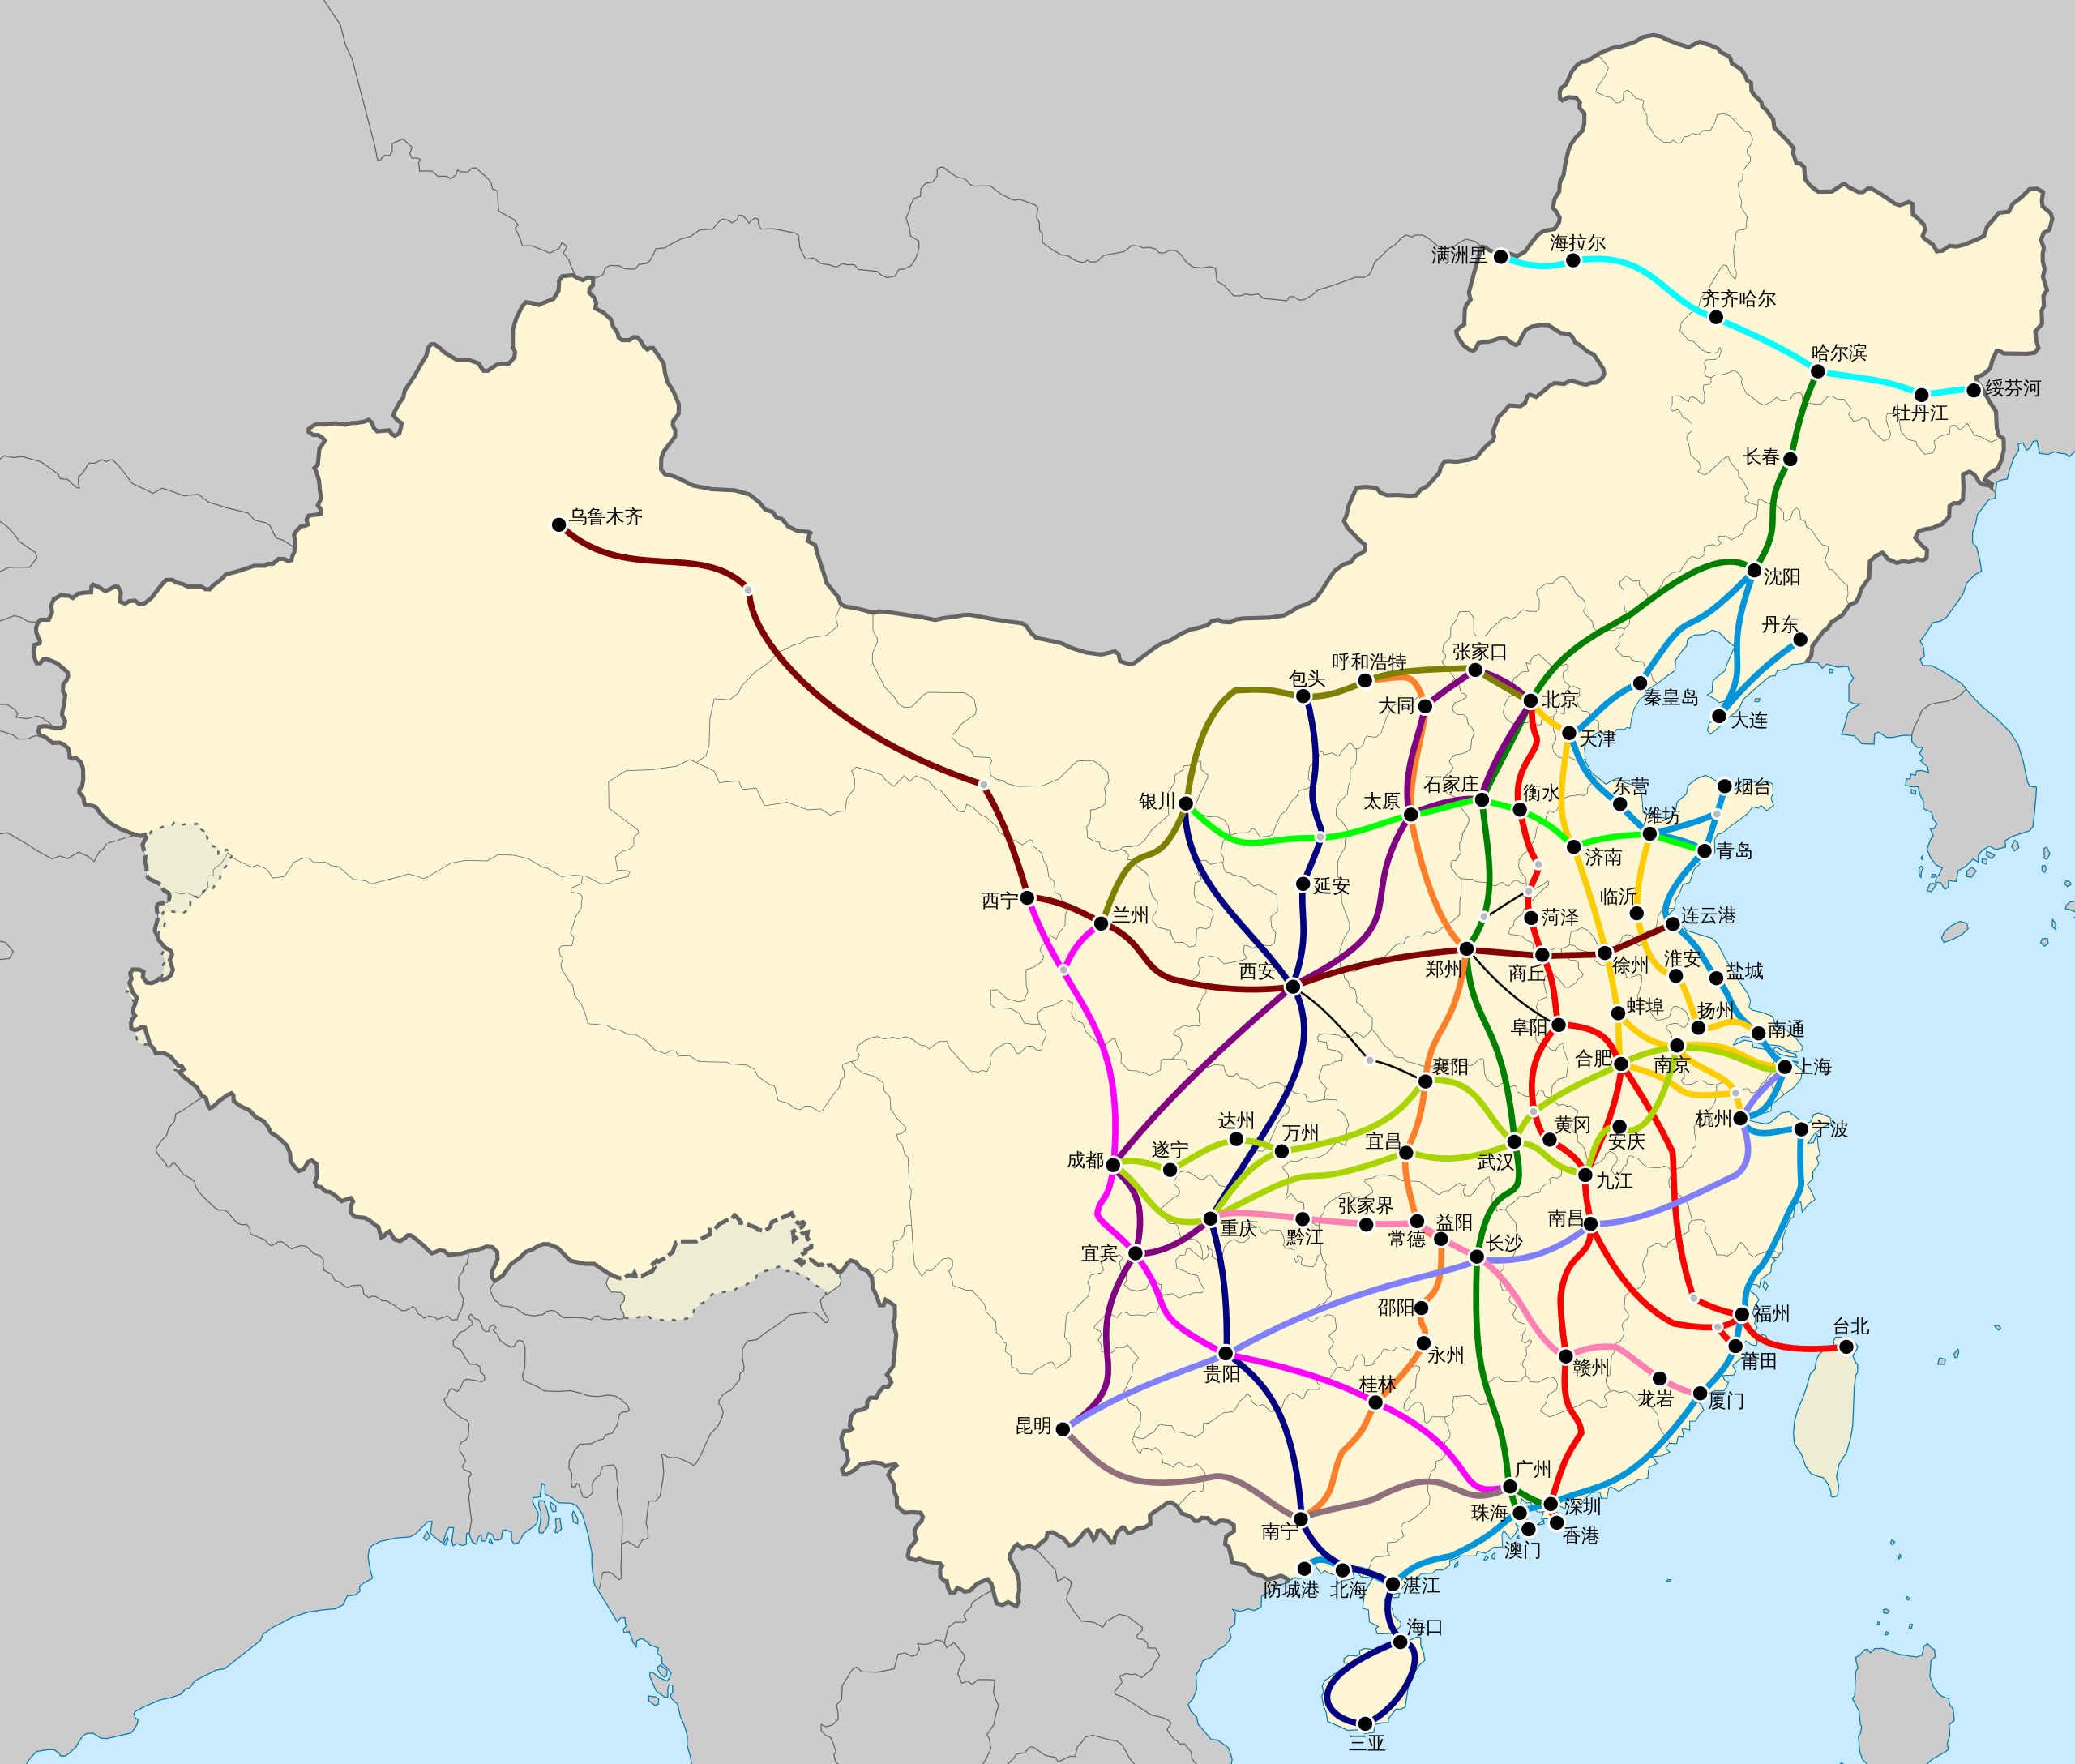 海拉尔
满洲里
齐齐哈尔
哈尔滨
绥芬河
牡丹江
长春
乌鲁木齐
沈阳
丹东
张家口
呼和浩特
包头
秦皇岛
北京
大同
大连
天津
石家庄
东营
烟台
衡水
银川
太原
潍坊
青岛
济南
延安
临沂
西宁
兰州
菏泽
连云港
淮安
徐州
西安
郑州
商丘
盐城
蚌埠
扬州
阜阳
南通
合肥
南京
襄阳
上海
达州
万州
宜昌
黄冈
安庆
杭州
宁波
成都
遂宁
武汉
九江
张家界
益阳
南昌
重庆
黔江
常德
宜宾
长沙
邵阳
福州
台北
永州
莆田
贵阳
赣州
桂林
龙岩
厦门
昆明
广州
珠海
深圳
南宁
香港
澳门
防城港
北海
湛江
海口
三亚